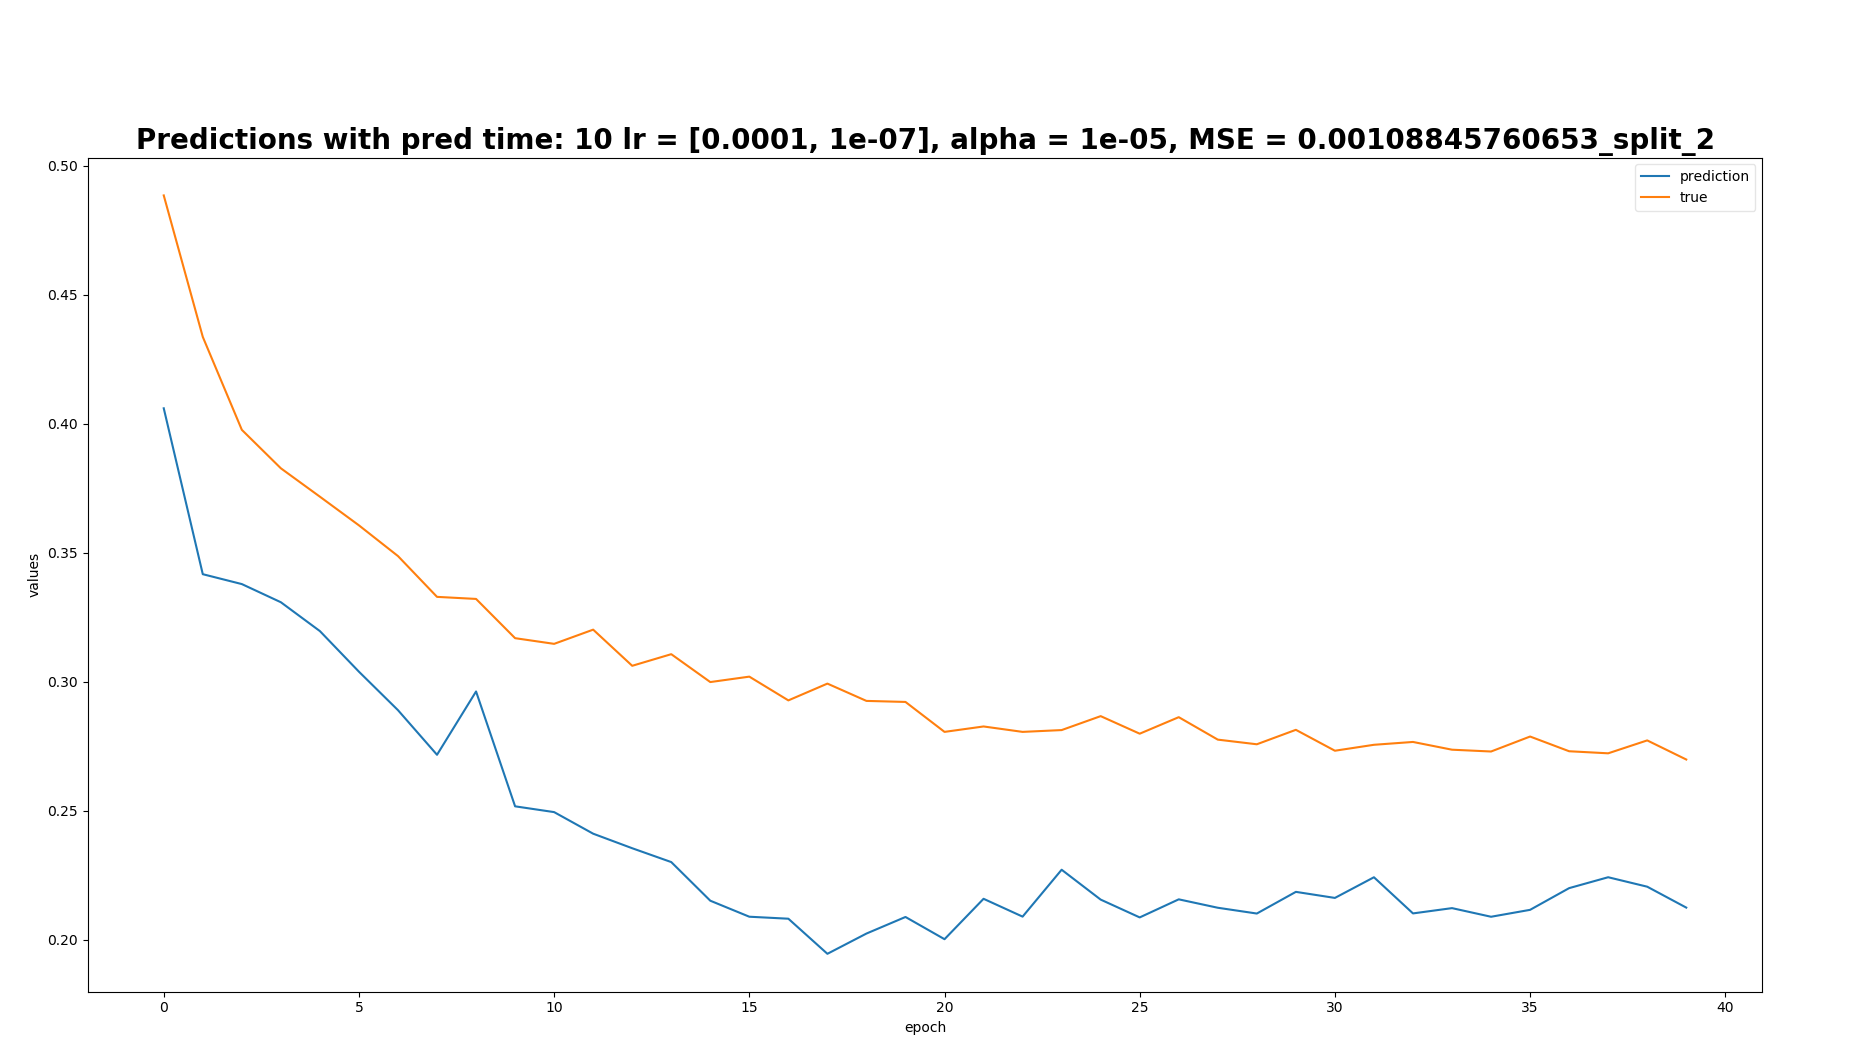 Predictions with pred time: 10 lr = [0.0001, 1e-07], alpha = 1e-05, MSE = 0.00108845760653_split_2
prediction
true
0.50
0.45
0.40
0.35
0.30
0.25
0.20
values
0 5 10 15 20 25 30 35 40
epoch